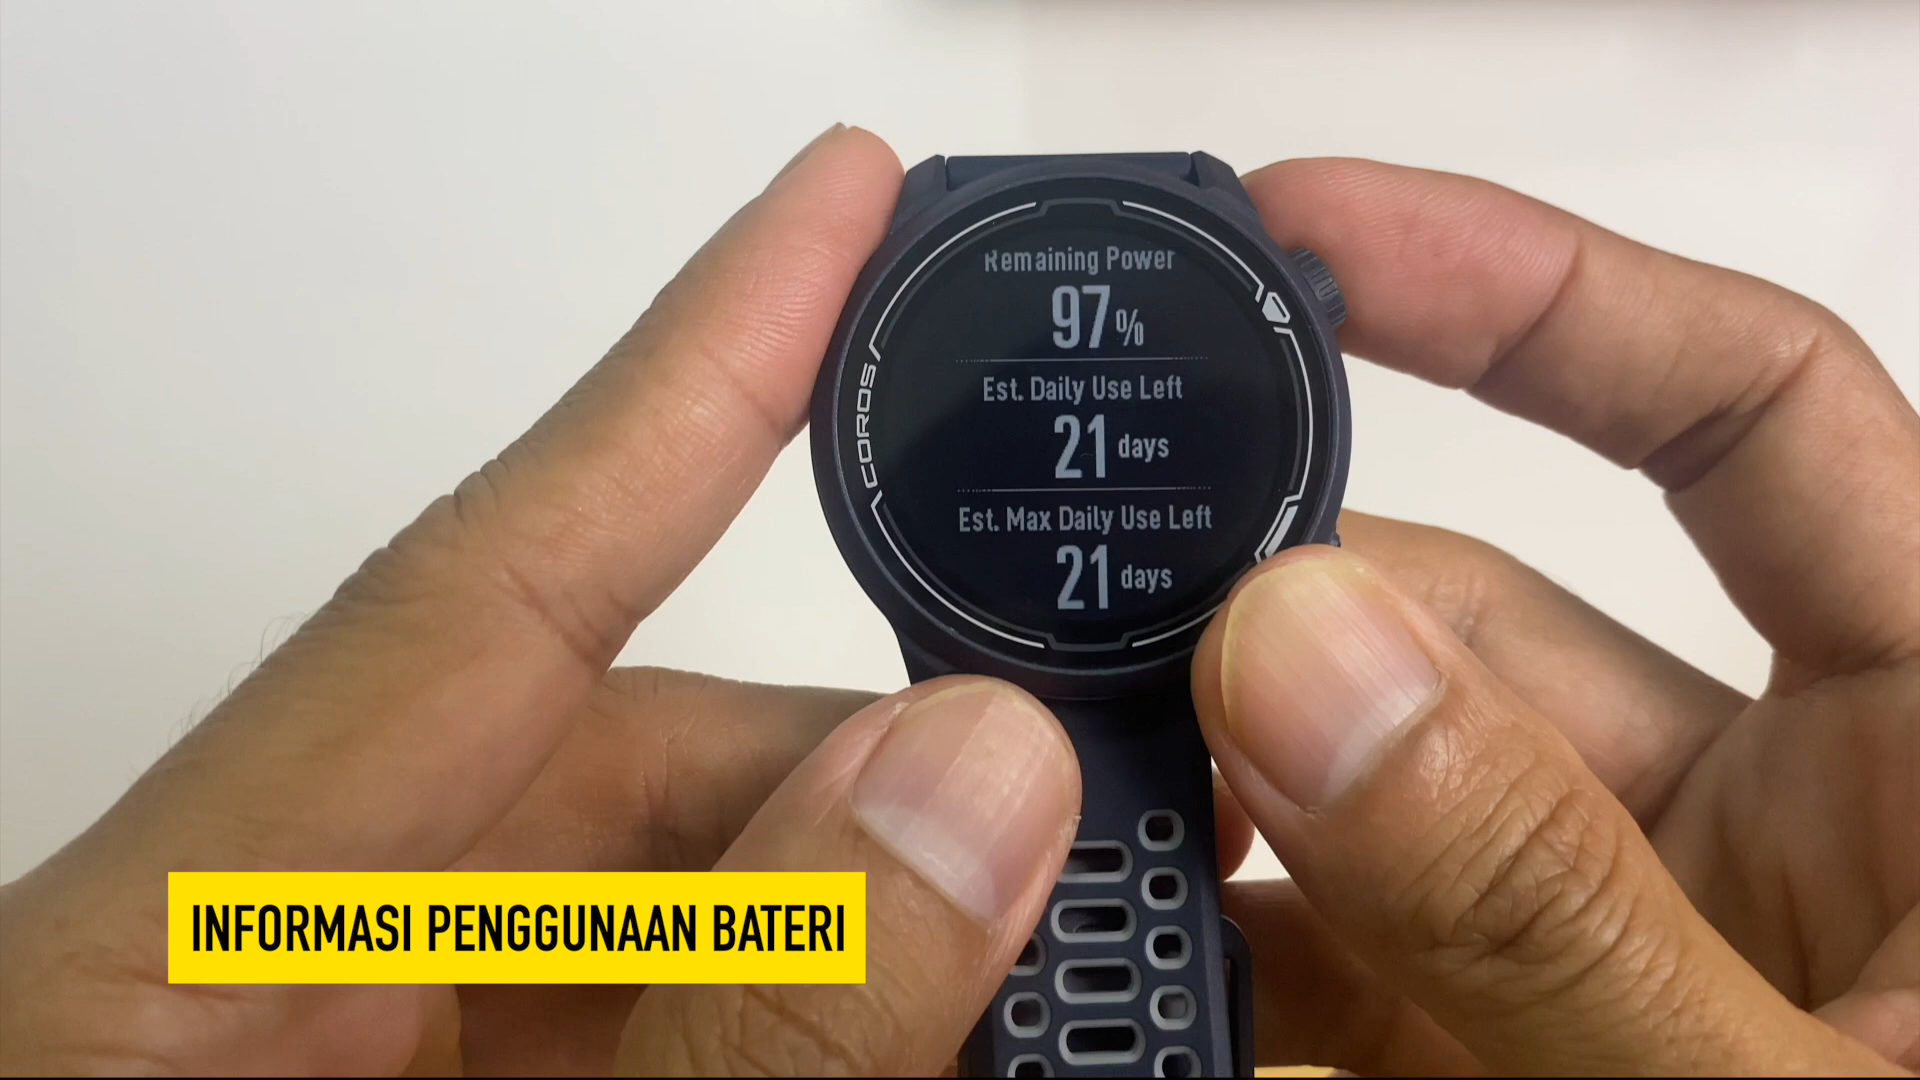 Remaining Power
97%
Est. Daily Use Left
21 days
Est. Max Daily Use Left
21 days
COROS
INFORMASI PENGGUNAAN BATERI